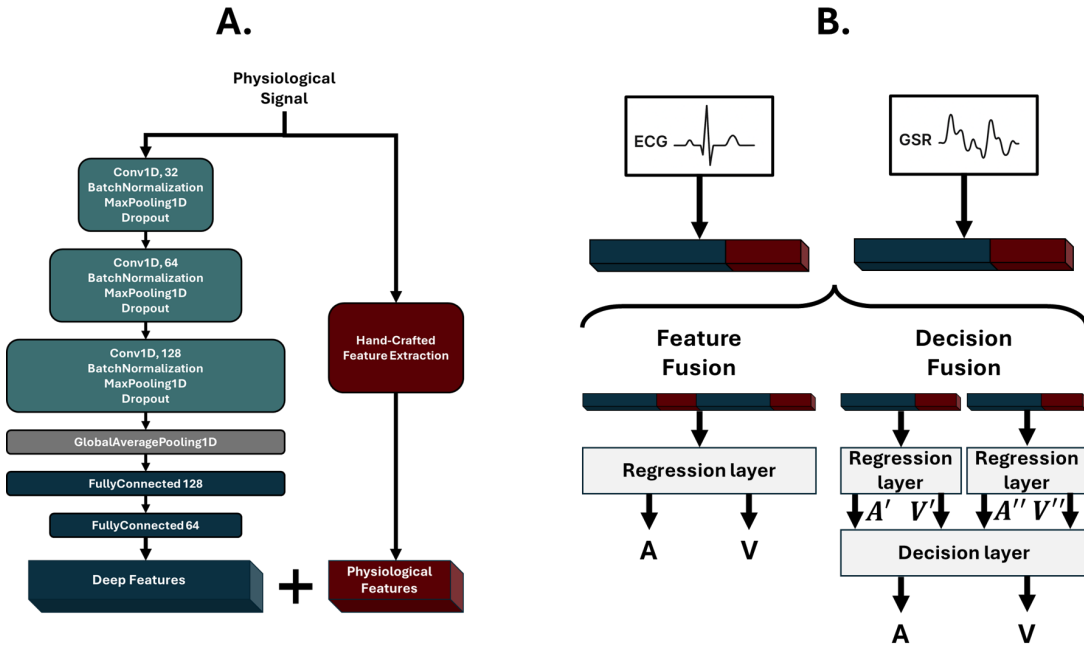 A.
Physiological
Signal
Conv1D, 32
BatchNormalization
MaxPooling1D
Dropout
Conv1D, 64
BatchNormalization
MaxPooling1D
Dropout
Conv1D, 128
BatchNormalization
MaxPooling1D
Dropout
GlobalAveragePooling1D
FullyConnected 128
FullyConnected 64
Deep Features
+
Hand-Crafted
Feature Extraction
Physiological
Features
B.
ECG
GSR
Feature
Fusion
Regression layer
A
V
Decision
Fusion
Regression
layer
Regression
layer
A′ V′
A′′ V′′
Decision layer
A
V